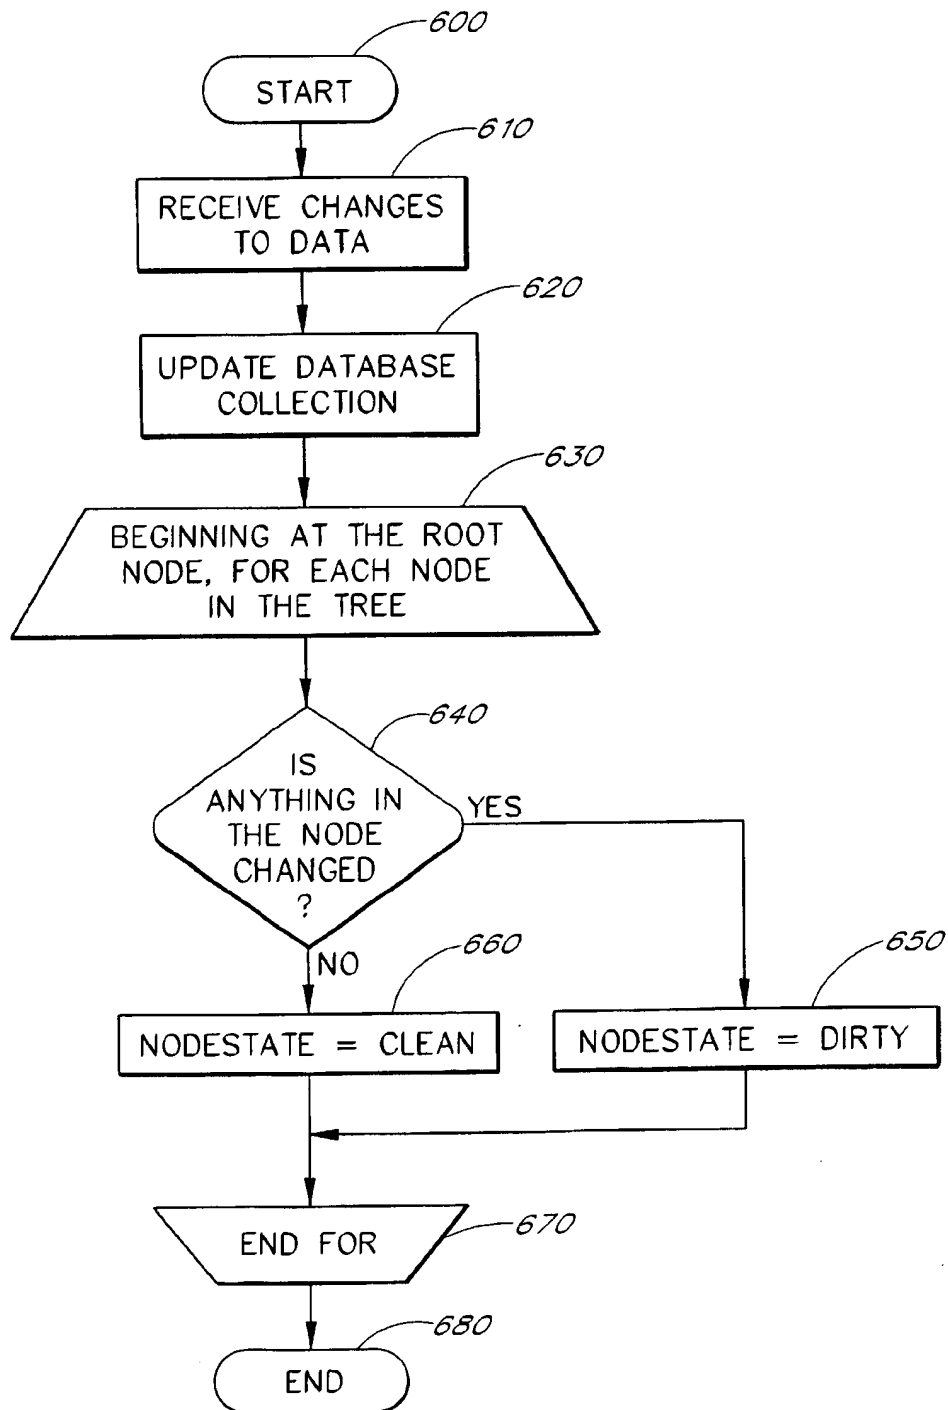 600
START
610
RECEIVE CHANGES
TO DATA
620
UPDATE DATABASE
COLLECTION
630
BEGINNING AT THE ROOT
NODE, FOR EACH NODE
IN THE TREE
640
IS
ANYTHING IN
THE NODE
CHANGED
?
YES
NO
660
NODESTATE = CLEAN
650
NODESTATE = DIRTY
END FOR
670
680
END